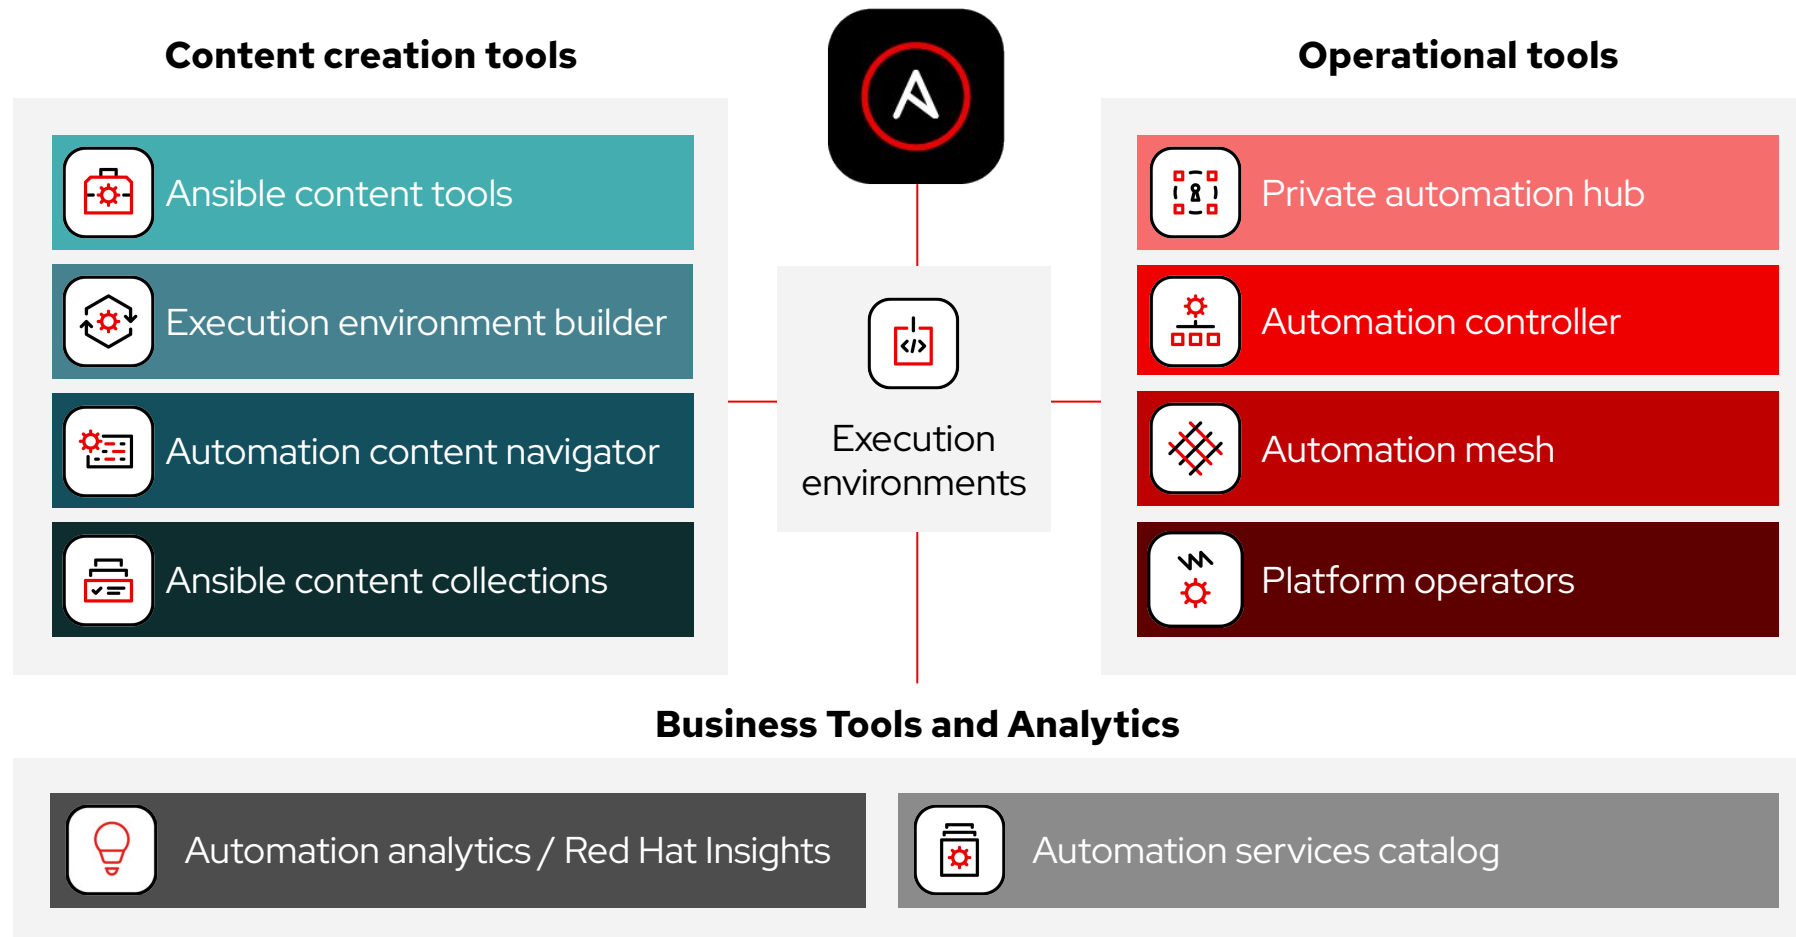 Content creation tools
Ansible content tools
Execution environment builder
Automation content navigator
Ansible content collections
</>
Execution
environments
Operational tools
Private automation hub
Automation controller
Automation mesh
Platform operators
Business Tools and Analytics
Automation analytics / Red Hat Insights
Automation services catalog